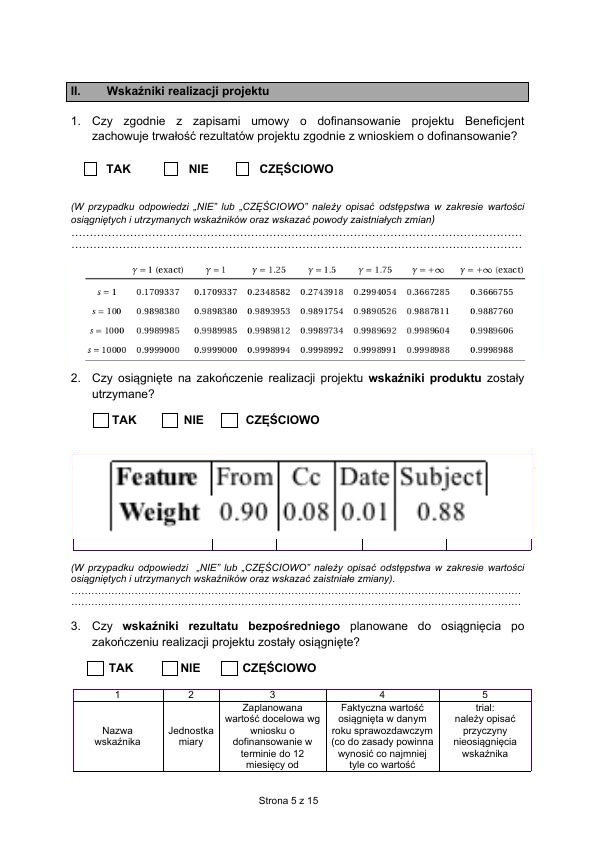 II. Wskaźniki realizacji projektu
1. Czy zgodnie z zapisami umowy o dofinansowanie projektu Beneficjent
zachowuje trwałość rezultatów projektu zgodnie z wnioskiem o dofinansowanie?
TAK NIE CZĘŚCIOWO
(W przypadku odpowiedzi „NIE” lub „CZĘŚCIOWO” należy opisać odstępstwa w zakresie wartości
osiągniętych i utrzymanych wskaźników oraz wskazać powody zaistniałych zmian)
........................................................................................................................
........................................................................................................................
γ = 1 (exact) γ = 1 γ = 1.25 γ = 1.5 γ = 1.75 γ = +∞ γ = +∞ (exact)
s = 1 0.1709337 0.1709337 0.2348582 0.2743918 0.2994054 0.3667285 0.3666755
s = 100 0.9898380 0.9898380 0.9893953 0.9891754 0.9890526 0.9887811 0.9887760
s = 1000 0.9989985 0.9989985 0.9989812 0.9989734 0.9989692 0.9989604 0.9989606
s = 10000 0.9999000 0.9999000 0.9998994 0.9998992 0.9998991 0.9998988 0.9998988
2. Czy osiągnięte na zakończenie realizacji projektu wskaźniki produktu zostały
utrzymane?
TAK NIE CZĘŚCIOWO
Feature From Cc Date Subject
Weight 0.90 0.08 0.01 0.88
(W przypadku odpowiedzi „NIE” lub „CZĘŚCIOWO” należy opisać odstępstwa w zakresie wartości
osiągniętych i utrzymanych wskaźników oraz wskazać zaistniałe zmiany).
........................................................................................................................
........................................................................................................................
3. Czy wskaźniki rezultatu bezpośredniego planowane do osiągnięcia po
zakończeniu realizacji projektu zostały osiągnięte?
TAK NIE CZĘŚCIOWO
1 2 3 4 5
Nazwa
wskaźnika
Jednostka
miary
Zaplanowana
wartość docelowa wg
wniosku o
dofinansowanie w
terminie do 12
miesięcy od
Faktyczna wartość
osiągnięta w danym
roku sprawozdawczym
(co do zasady powinna
wynosić co najmniej
tyle co wartość
trial:
należy opisać
przyczyny
nieosiągnięcia
wskaźnika
Strona 5 z 15